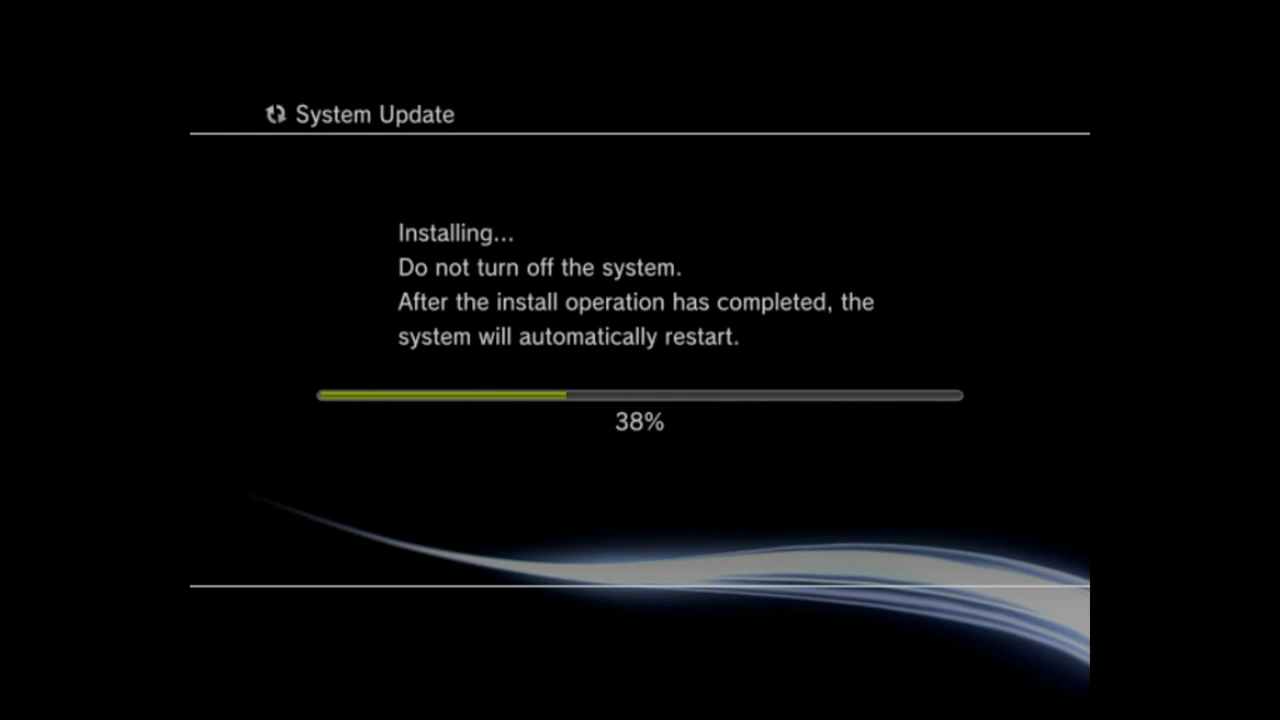 System Update
Installing...
Do not turn off the system.
After the install operation has completed, the
system will automatically restart.
38%